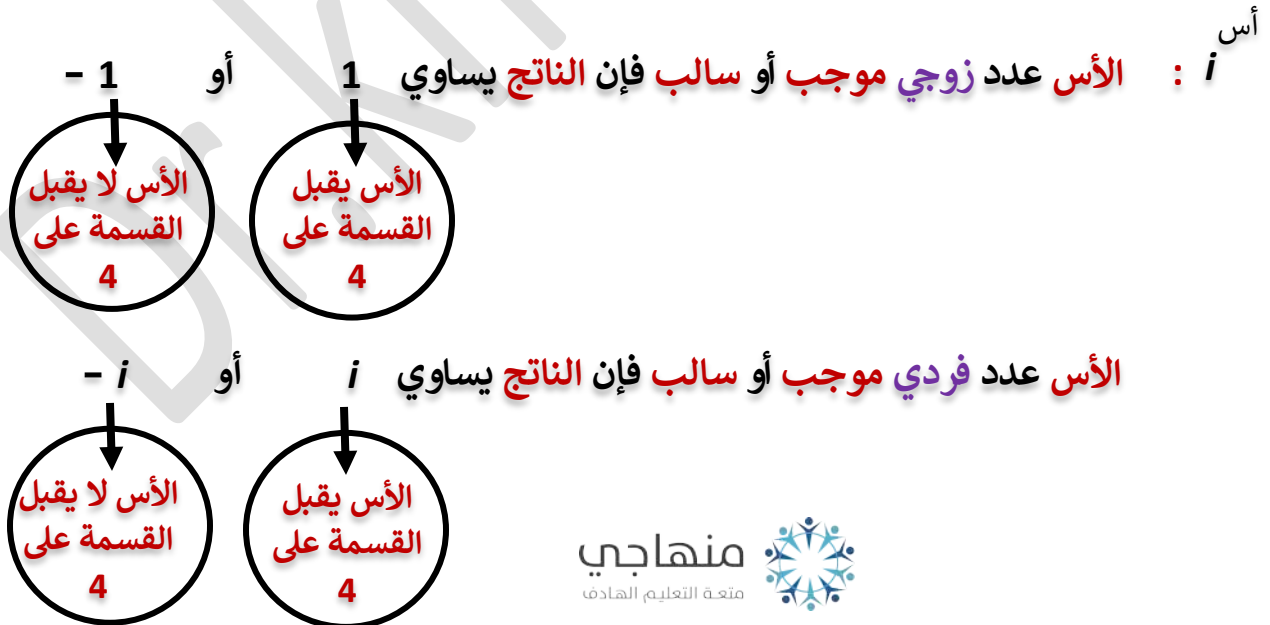 أس
i : الأس عدد زوجي موجب أو سالب فإن الناتج يساوي 1 أو 1 –
الأس يقبل
القسمة على
4
الأس لا يقبل
القسمة على
4
الأس عدد فردي موجب أو سالب فإن الناتج يساوي i أو i –
الأس يقبل
القسمة على
4
الأس لا يقبل
القسمة على
4
منهاجي
متعة التعليم الهادف